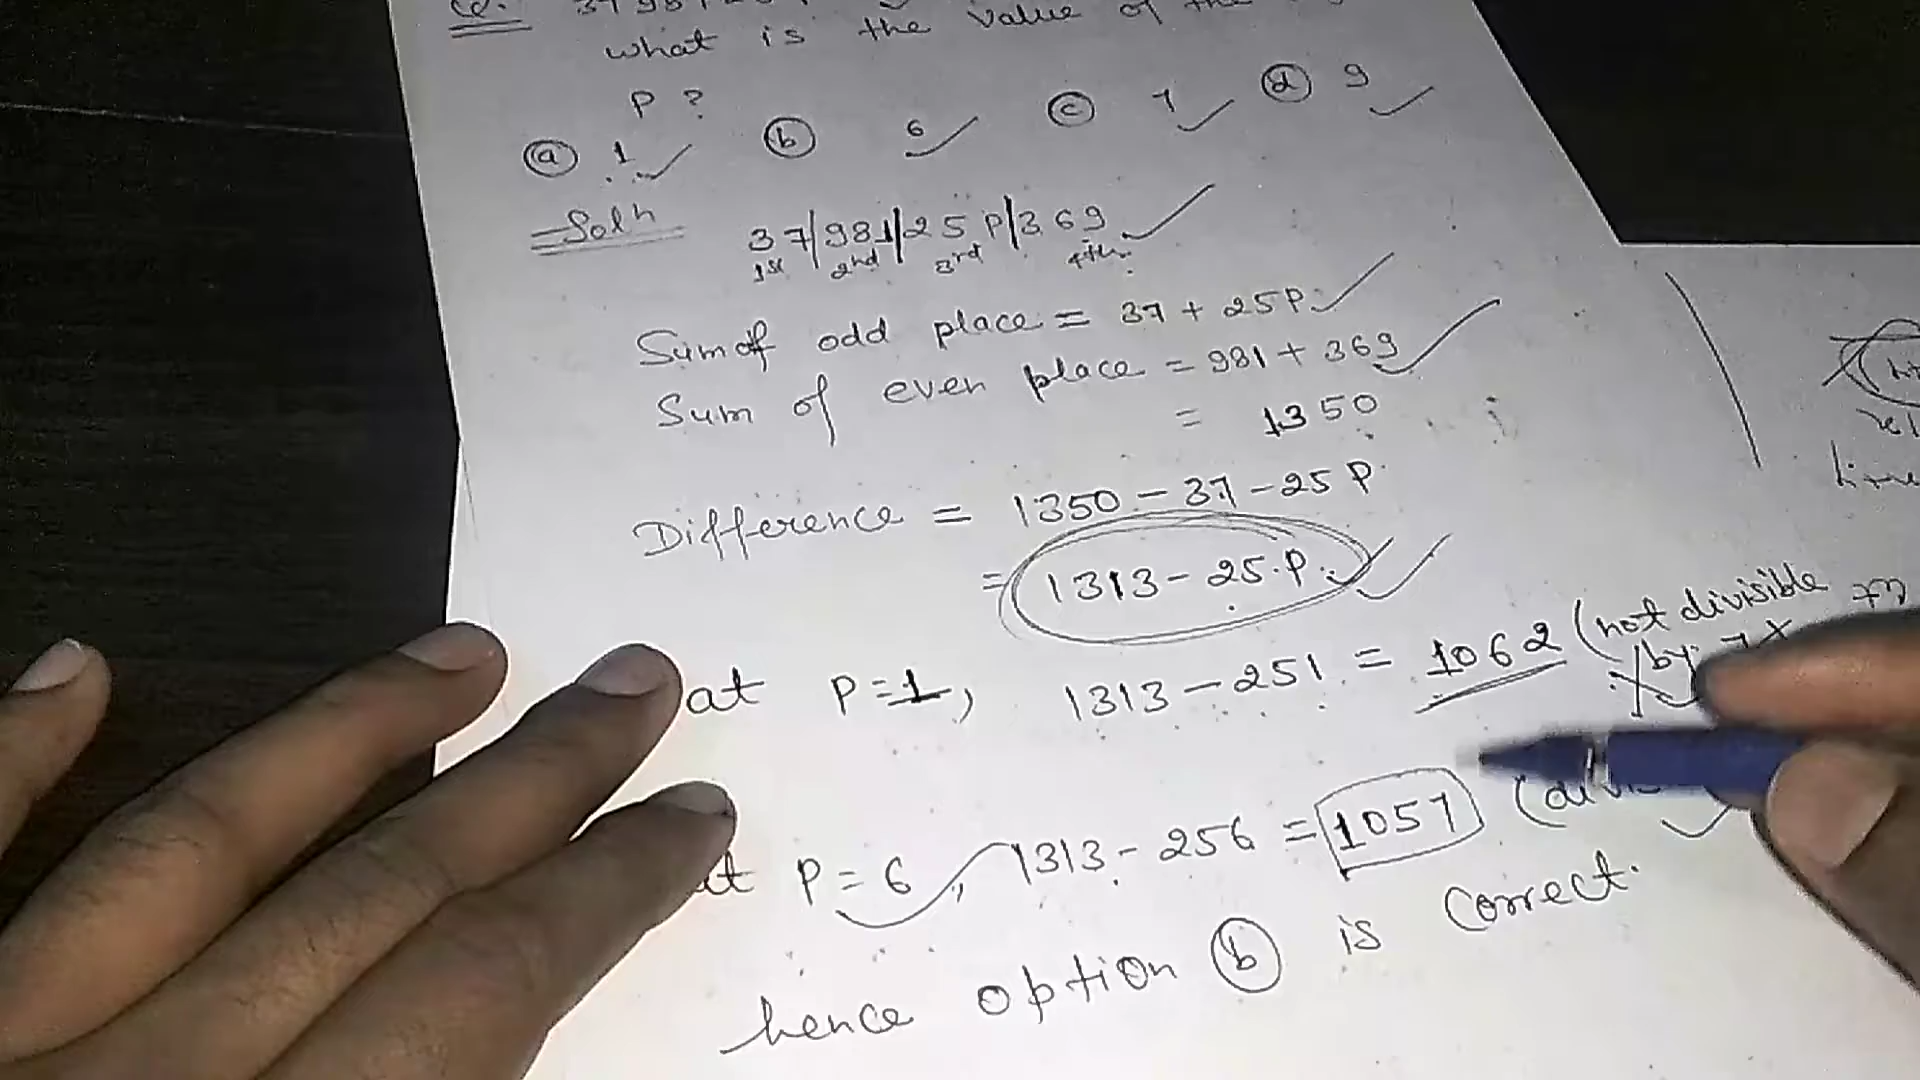 what is the value of the
P ?
(a) 1 (b) 6 (c) 7 (d) 9
Solⁿ 37/981/25P/369
1st 2nd 3rd 4th
Sum of odd place = 37 + 25P
Sum of even place = 981 + 369
= 1350
Difference = 1350 - 37 - 25P
= 1313 - 25P
at P=1, 1313 - 251 = 1062 (not divisible
by 7
at P = 6, 1313 - 256 = 1057
hence option (b) is correct.